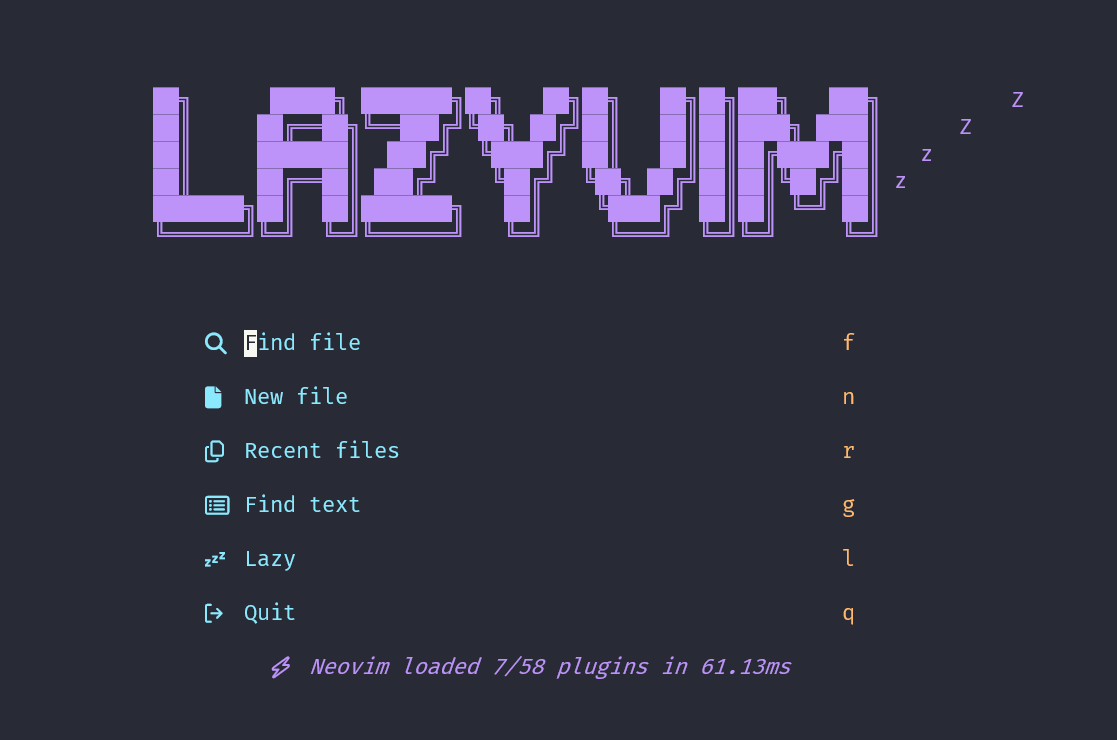 LAZYVIM Z
Z
z
z
Find file f
New file n
Recent files r
Find text g
zzz Lazy l
Quit q
Neovim loaded 7/58 plugins in 61.13ms